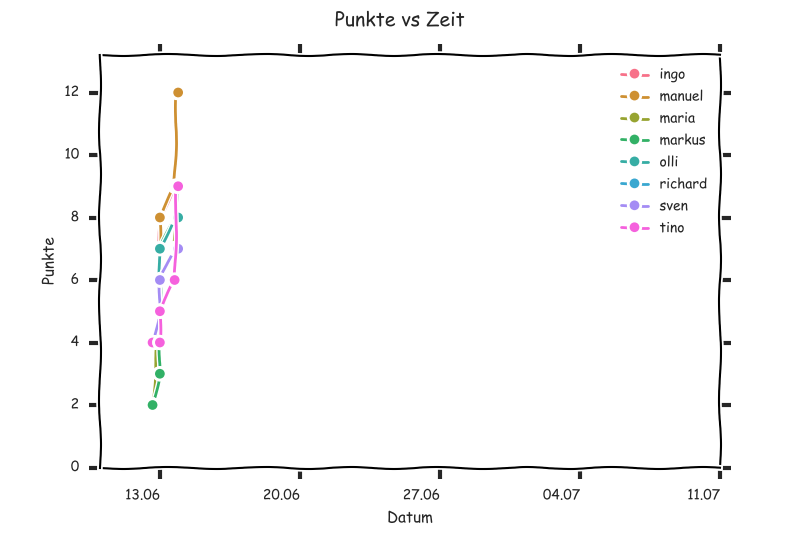 Punkte vs Zeit
ingo
manuel
maria
markus
olli
richard
sven
tino
Punkte
12
10
8
6
4
2
0
13.06 20.06 27.06 04.07 11.07
Datum